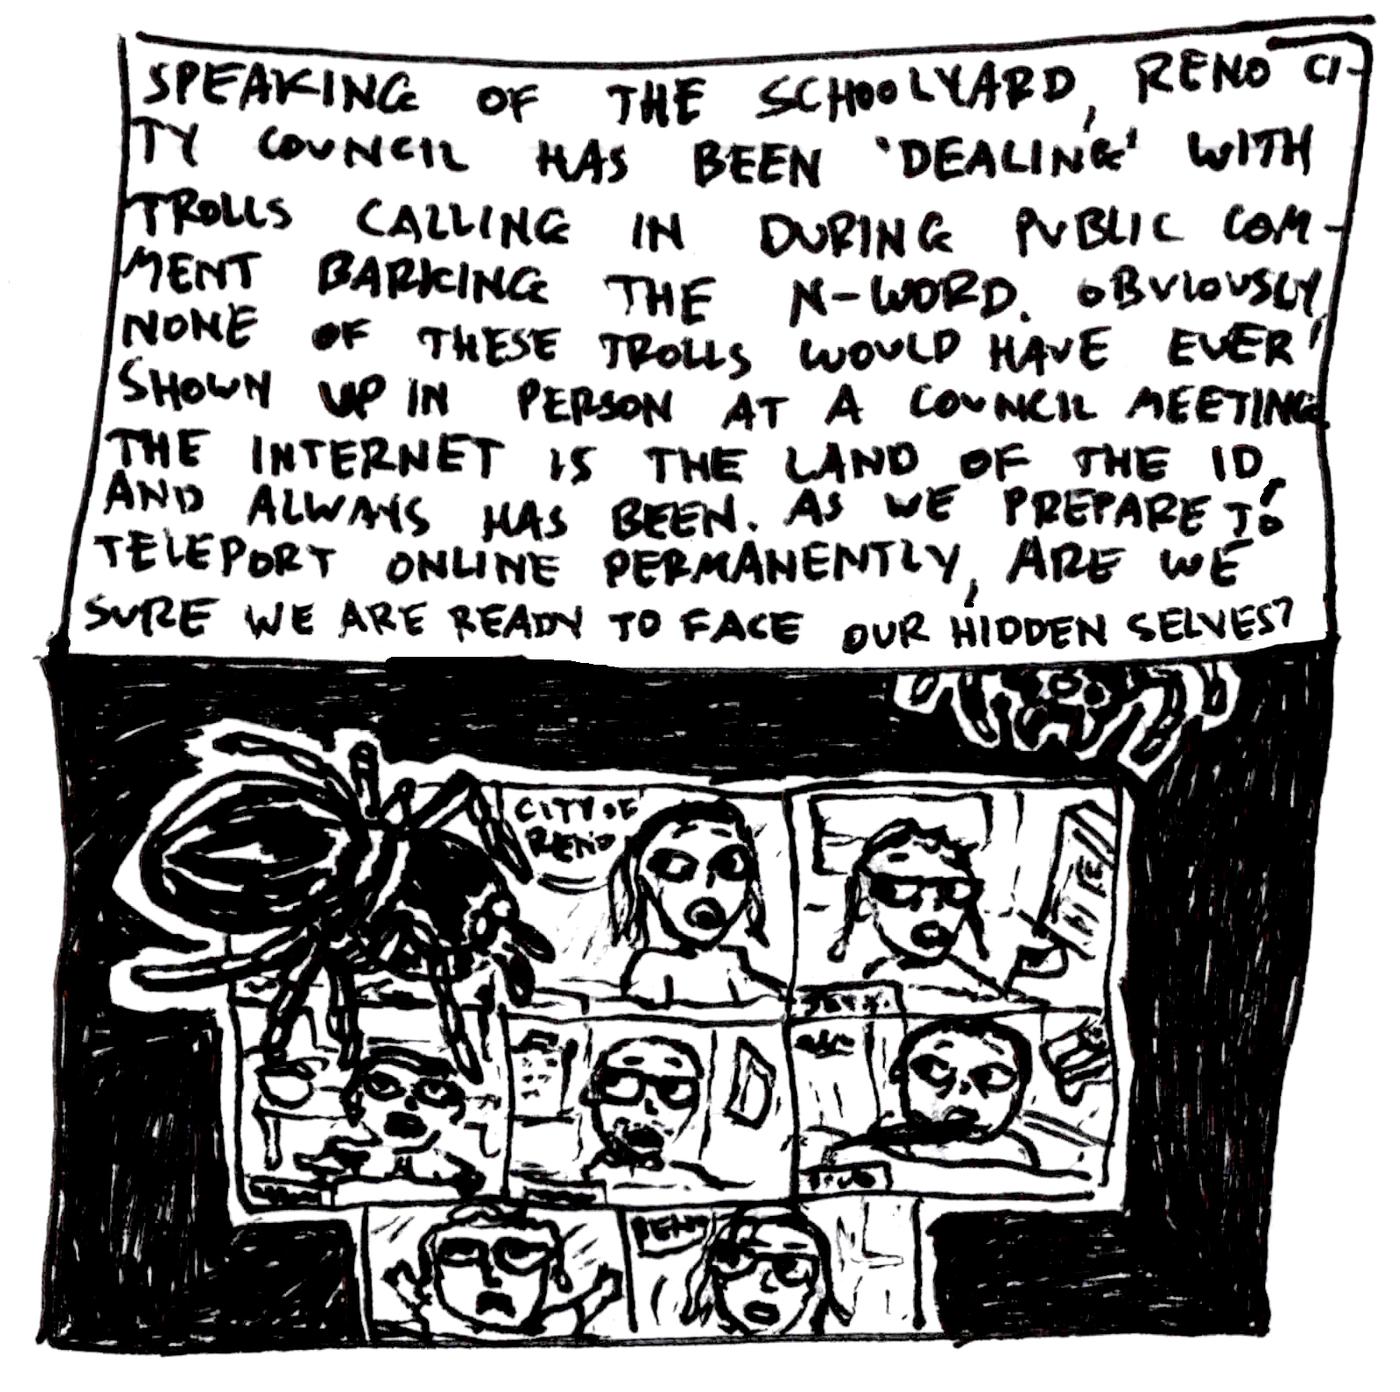 SPEAKING OF THE SCHOOLYARD, RENO CI-
TY COUNCIL HAS BEEN 'DEALING' WITH
TROLLS CALLING IN DURING PUBLIC COM-
MENT BARKING THE N-WORD. OBVIOUSLY,
NONE OF THESE TROLLS WOULD HAVE EVER
SHOWN UP IN PERSON AT A COUNCIL MEETING.
THE INTERNET IS THE LAND OF THE ID,
AND ALWAYS HAS BEEN. AS WE PREPARE TO
TELEPORT ONLINE PERMANENTLY, ARE WE
SURE WE ARE READY TO FACE OUR HIDDEN SELVES?
CITY OF
RENO
RENO